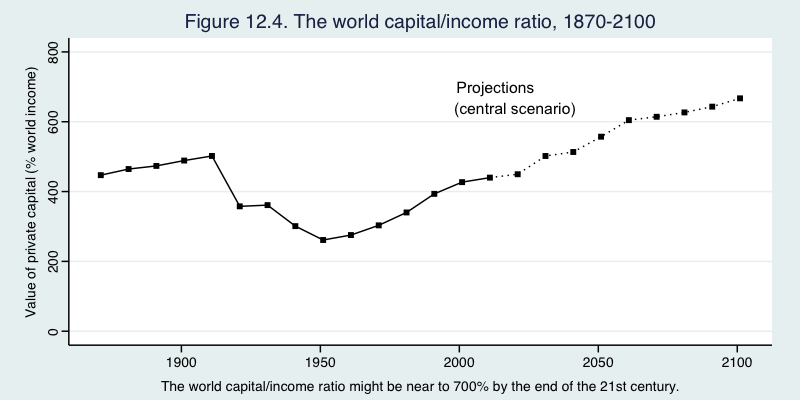 Figure 12.4. The world capital/income ratio, 1870-2100
Value of private capital (% world income)
800
600
400
200
0
Projections
(central scenario)
1900
1950
2000
2050
2100
The world capital/income ratio might be near to 700% by the end of the 21st century.